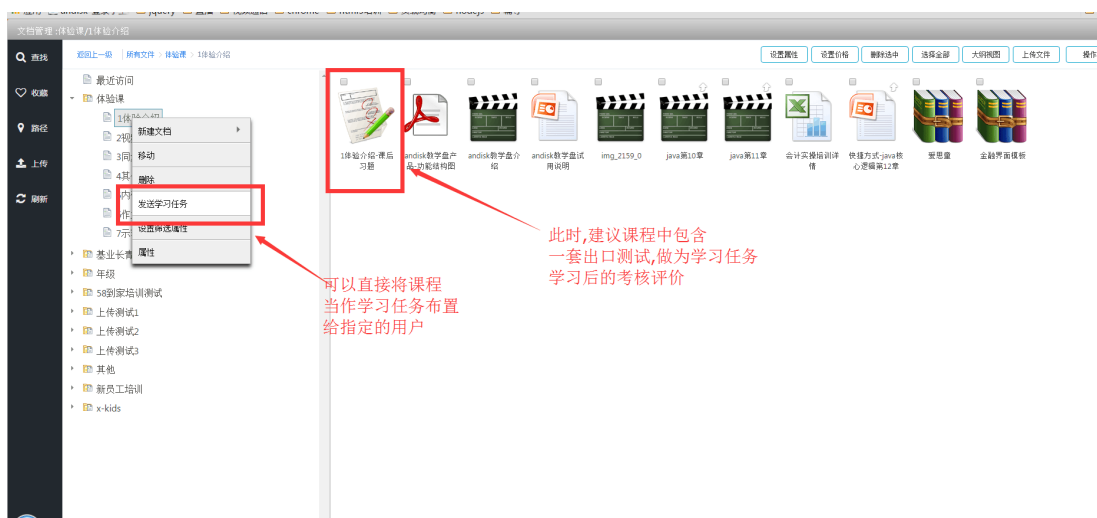 文档管理 :体验课/1体验介绍
查找
收藏
路径
上传
刷新
返回上一级 | 所有文件 > 体验课 > 1体验介绍
设置属性
设置价格
删除选中
选择全部
大纲视图
上传文件
操作
最近访问
体验课
新建文档
移动
删除
发送学习任务
设置筛选属性
属性
基业长青
年级
58到家培训测试
上传测试1
上传测试2
上传测试3
其他
新员工培训
x-kids
1体验介绍-课后
习题
andisk教学盘产
品-功能结构图
andisk教学盘介
绍
andisk教学盘试
用说明
img_2159_0
java第10章
java第11章
会计实操培训详
情
快捷方式-java核
心逻辑第12章
爱思量
金融界面模板
此时,建议课程中包含
一套出口测试,做为学习任务
学习后的考核评价
可以直接将课程
当作学习任务布置
给指定的用户